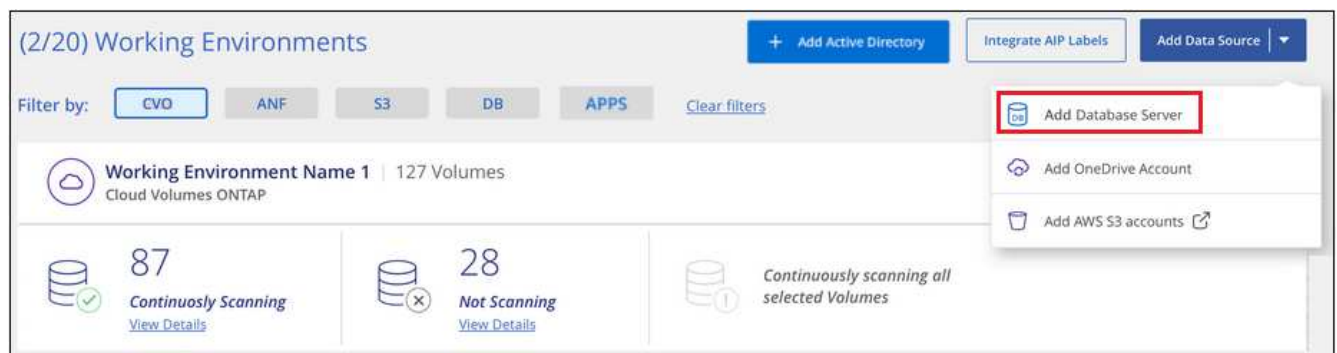 (2/20) Working Environments
+ Add Active Directory
Integrate AIP Labels
Add Data Source
Filter by:
CVO
ANF
S3
DB
APPS
Clear filters
DB
Add Database Server
Add OneDrive Account
Add AWS S3 accounts
Working Environment Name 1 | 127 Volumes
Cloud Volumes ONTAP
87
Continuosly Scanning
View Details
28
Not Scanning
View Details
Continuously scanning all
selected Volumes